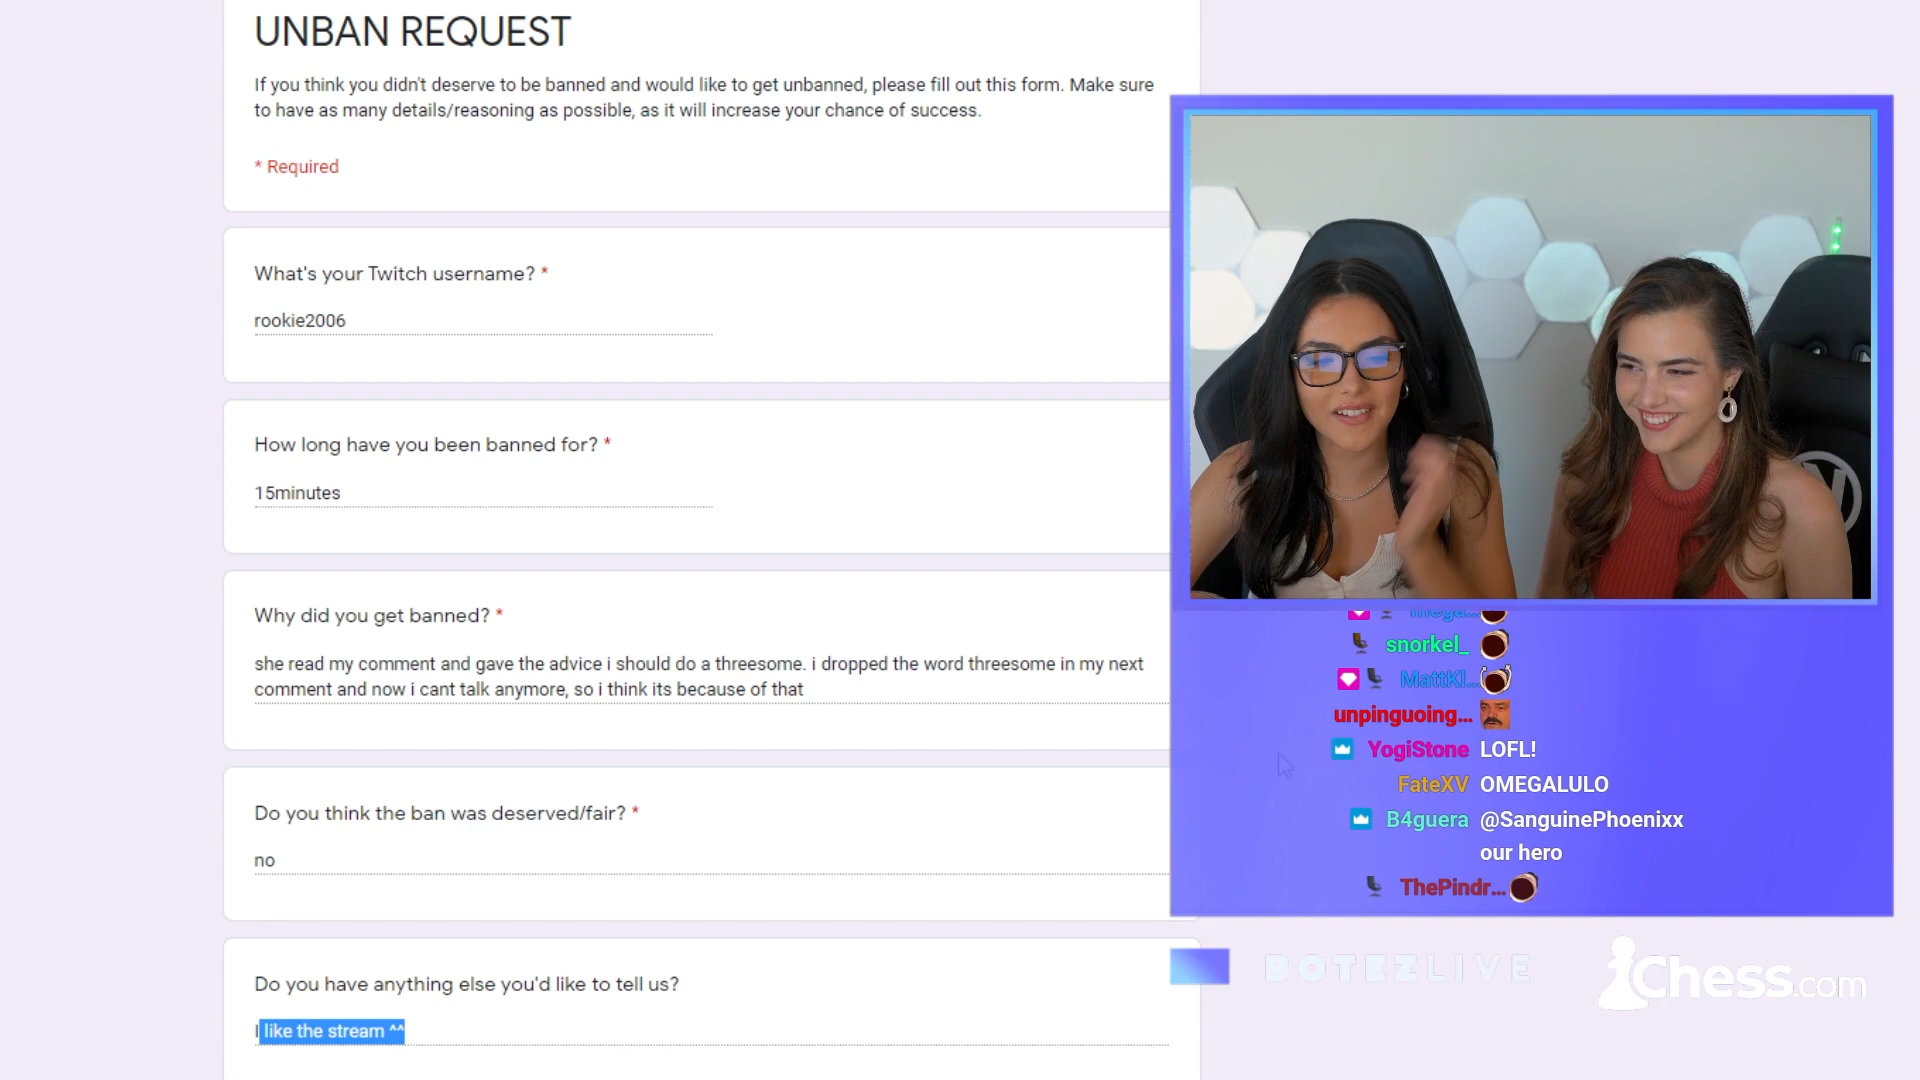 UNBAN REQUEST
If you think you didn't deserve to be banned and would like to get unbanned, please fill out this form. Make sure
to have as many details/reasoning as possible, as it will increase your chance of success.
* Required
What's your Twitch username? *
rookie2006
How long have you been banned for? *
15minutes
Why did you get banned? *
she read my comment and gave the advice i should do a threesome. i dropped the word threesome in my next
comment and now i cant talk anymore, so i think its because of that
Do you think the ban was deserved/fair? *
no
Do you have anything else you'd like to tell us?
I like the stream ^^
snorkel_
MattKl...
unpinguoing...
YogiStone LOFL!
FateXV OMEGALULO
B4guera @SanguinePhoenixx
our hero
ThePindr...
BOTEZLIVE
Chess.com